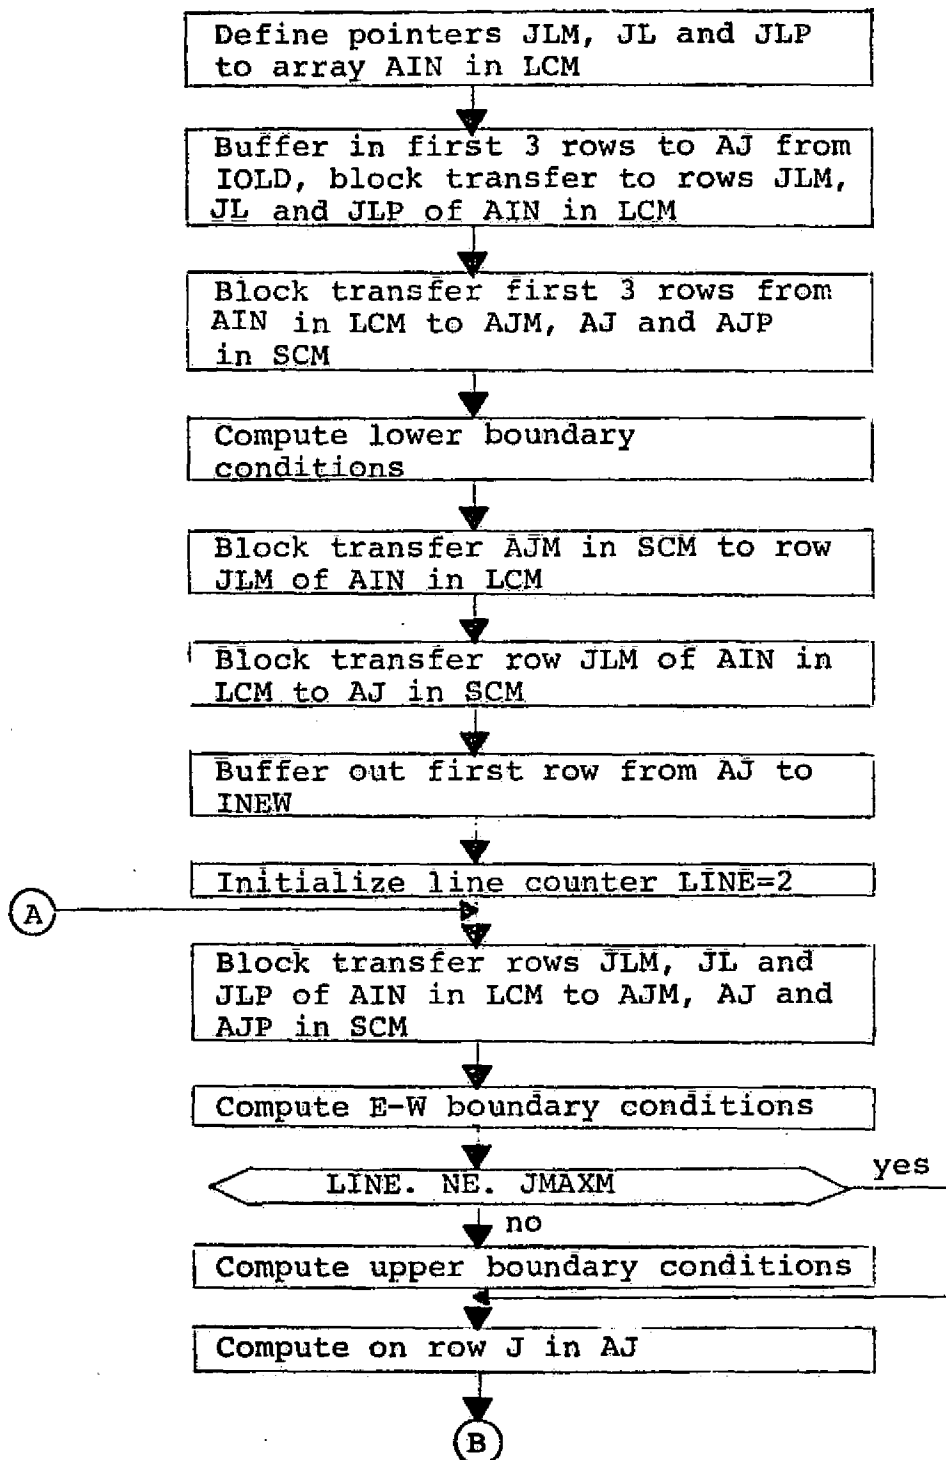 Define pointers JLM, JL and JLP
to array AIN in LCM
Buffer in first 3 rows to AJ from
IOLD, block transfer to rows JLM,
JL and JLP of AIN in LCM
Block transfer first 3 rows from
AIN in LCM to AJM, AJ and AJP
in SCM
Compute lower boundary
conditions
Block transfer AJM in SCM to row
JLM of AIN in LCM
Block transfer row JLM of AIN in
LCM to AJ in SCM
Buffer out first row from AJ to
INEW
Initialize line counter LINE=2
A
Block transfer rows JLM, JL and
JLP of AIN in LCM to AJM, AJ and
AJP in SCM
Compute E-W boundary conditions
yes
LINE. NE. JMAXM
no
Compute upper boundary conditions
Compute on row J in AJ
B